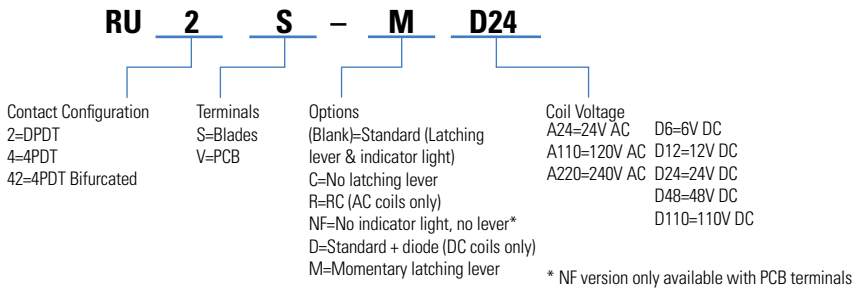 RU 2 S – M D24
Contact Configuration
2=DPDT
4=4PDT
42=4PDT Bifurcated
Terminals
S=Blades
V=PCB
Options
(Blank)=Standard (Latching
lever & indicator light)
C=No latching lever
R=RC (AC coils only)
NF=No indicator light, no lever*
D=Standard + diode (DC coils only)
M=Momentary latching lever
Coil Voltage
A24=24V AC D6=6V DC
A110=120V AC D12=12V DC
A220=240V AC D24=24V DC
D48=48V DC
D110=110V DC
* NF version only available with PCB terminals